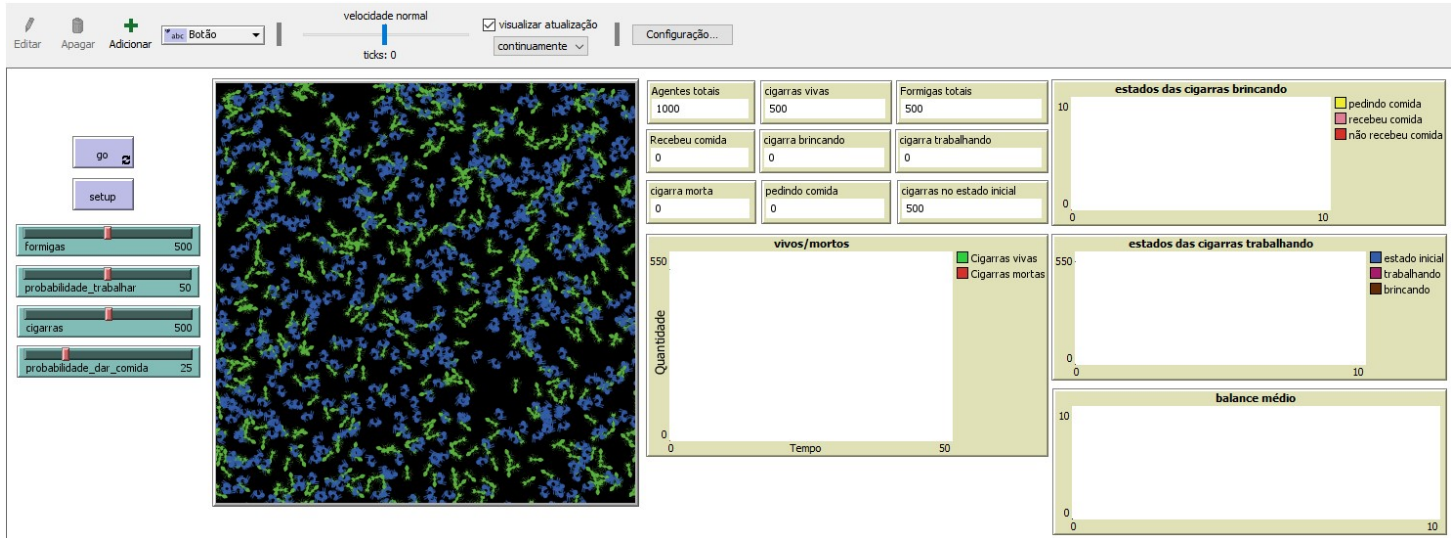 Editar
Apagar
Adicionar
abc Botão
velocidade normal
ticks: 0
visualizar atualização
continuamente
Configuração...
go
setup
formigas 500
probabilidade_trabalhar 50
cigarras 500
probabilidade_dar_comida 25
Agentes totais
1000
cigarras vivas
500
Formigas totais
500
Recebeu comida
0
cigarra brincando
0
cigarra trabalhando
0
cigarra morta
0
pedindo comida
0
cigarras no estado inicial
500
vivos/mortos
550
Quantidade
0
0
Tempo
50
Cigarras vivas
Cigarras mortas
estados das cigarras brincando
10
0
0
10
pedindo comida
recebeu comida
não recebeu comida
estados das cigarras trabalhando
550
0
0
10
estado inicial
trabalhando
brincando
balance médio
10
0
0
10